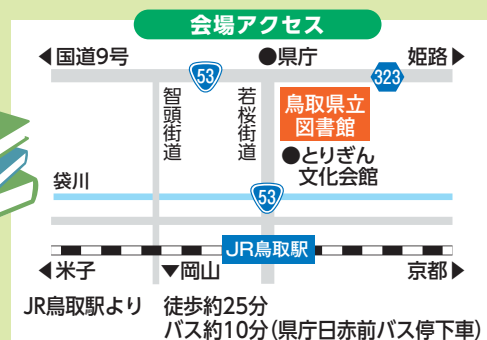 会場アクセス
◀国道9号 ●県庁 姫路▶
53 323
智頭街道
若桜街道
鳥取県立
図書館
●とりぎん
文化会館
袋川
53
JR鳥取駅
◀米子 ▼岡山 京都▶
JR鳥取駅より 徒歩約25分
バス約10分(県庁日赤前バス停下車)